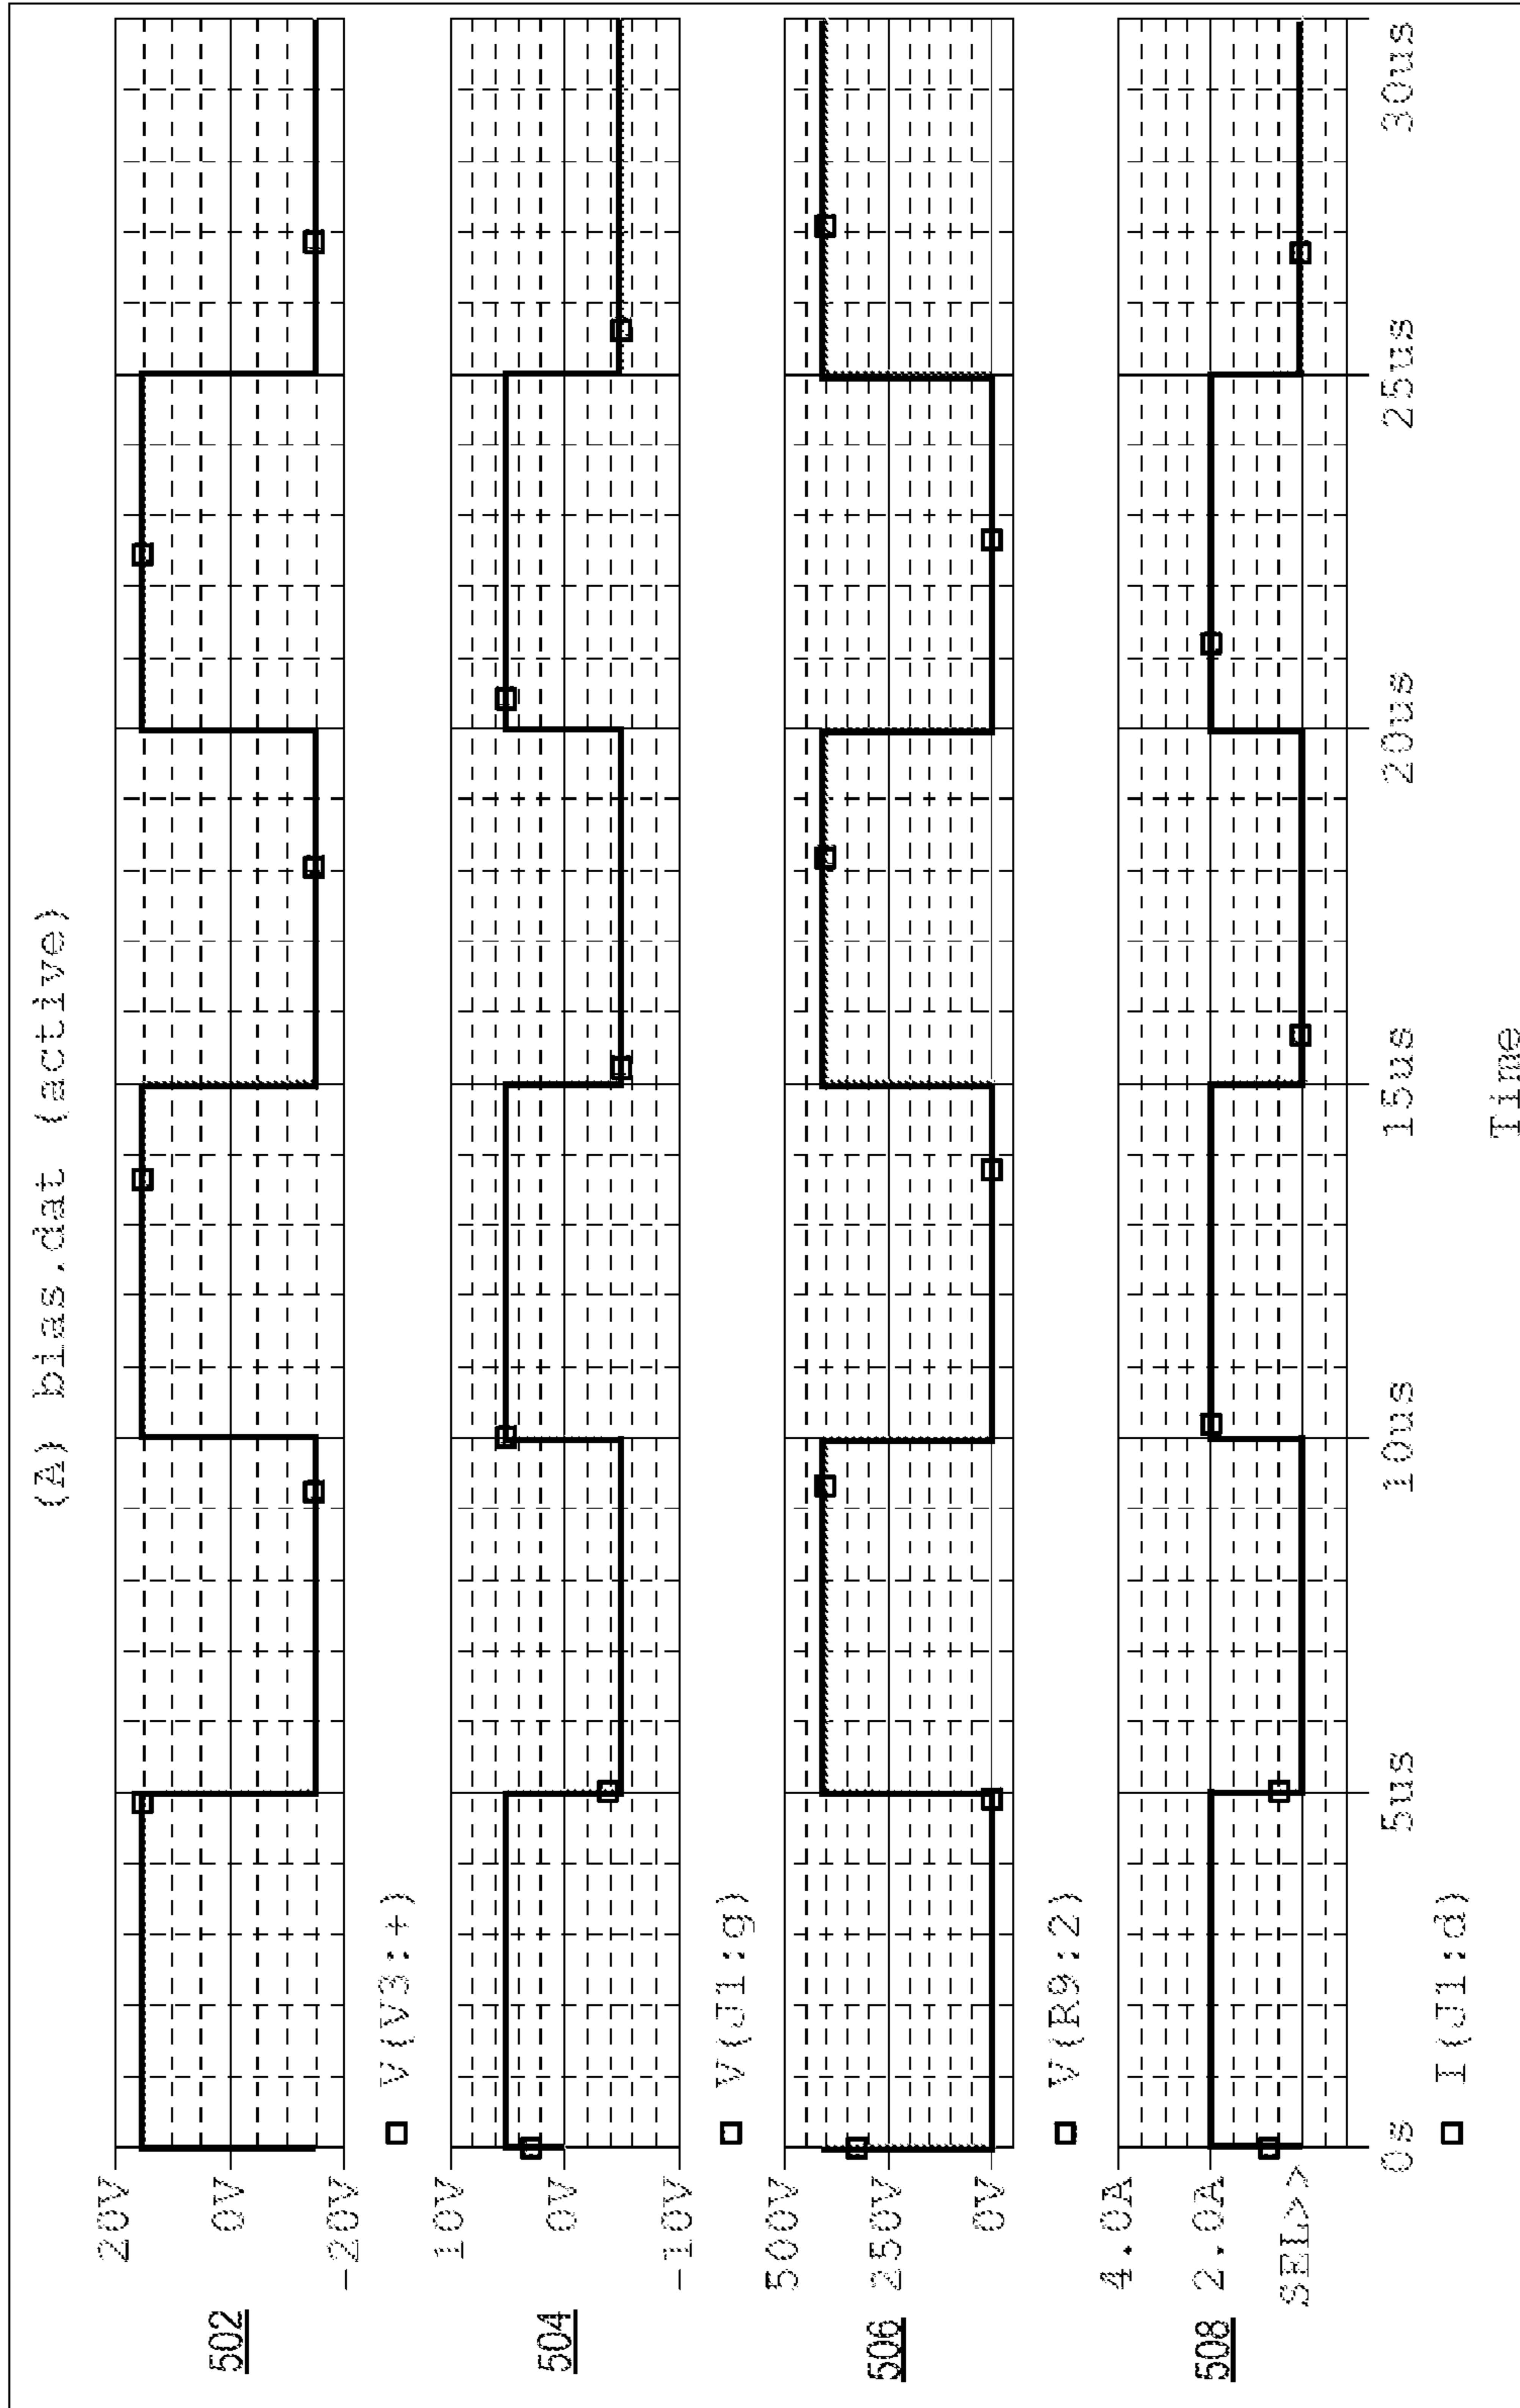 (A) bias.dat (active)
20V
0V
-20V
502
V(V3:+)
10V
0V
-10V
504
V(J1:g)
500V
250V
0V
506
V(R9:2)
4.0A
2.0A
SEL>>
508
0s
5us
10us
15us
20us
25us
30us
I(J1:d)
Time